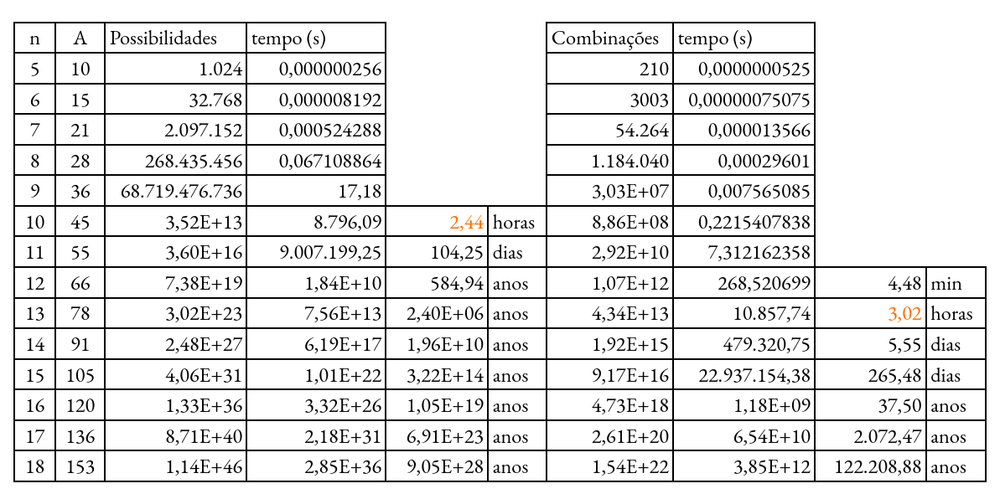 n A Possibilidades tempo (s) Combinações tempo (s)
5 10 1.024 0,000000256 210 0,0000000525
6 15 32.768 0,000008192 3003 0,00000075075
7 21 2.097.152 0,000524288 54.264 0,000013566
8 28 268.435.456 0,067108864 1.184.040 0,00029601
9 36 68.719.476.736 17,18 3,03E+07 0,007565085
10 45 3,52E+13 8.796,09 2,44 horas 8,86E+08 0,2215407838
11 55 3,60E+16 9.007.199,25 104,25 dias 2,92E+10 7,312162358
12 66 7,38E+19 1,84E+10 584,94 anos 1,07E+12 268,520699 4,48 min
13 78 3,02E+23 7,56E+13 2,40E+06 anos 4,34E+13 10.857,74 3,02 horas
14 91 2,48E+27 6,19E+17 1,96E+10 anos 1,92E+15 479.320,75 5,55 dias
15 105 4,06E+31 1,01E+22 3,22E+14 anos 9,17E+16 22.937.154,38 265,48 dias
16 120 1,33E+36 3,32E+26 1,05E+19 anos 4,73E+18 1,18E+09 37,50 anos
17 136 8,71E+40 2,18E+31 6,91E+23 anos 2,61E+20 6,54E+10 2.072,47 anos
18 153 1,14E+46 2,85E+36 9,05E+28 anos 1,54E+22 3,85E+12 122.208,88 anos